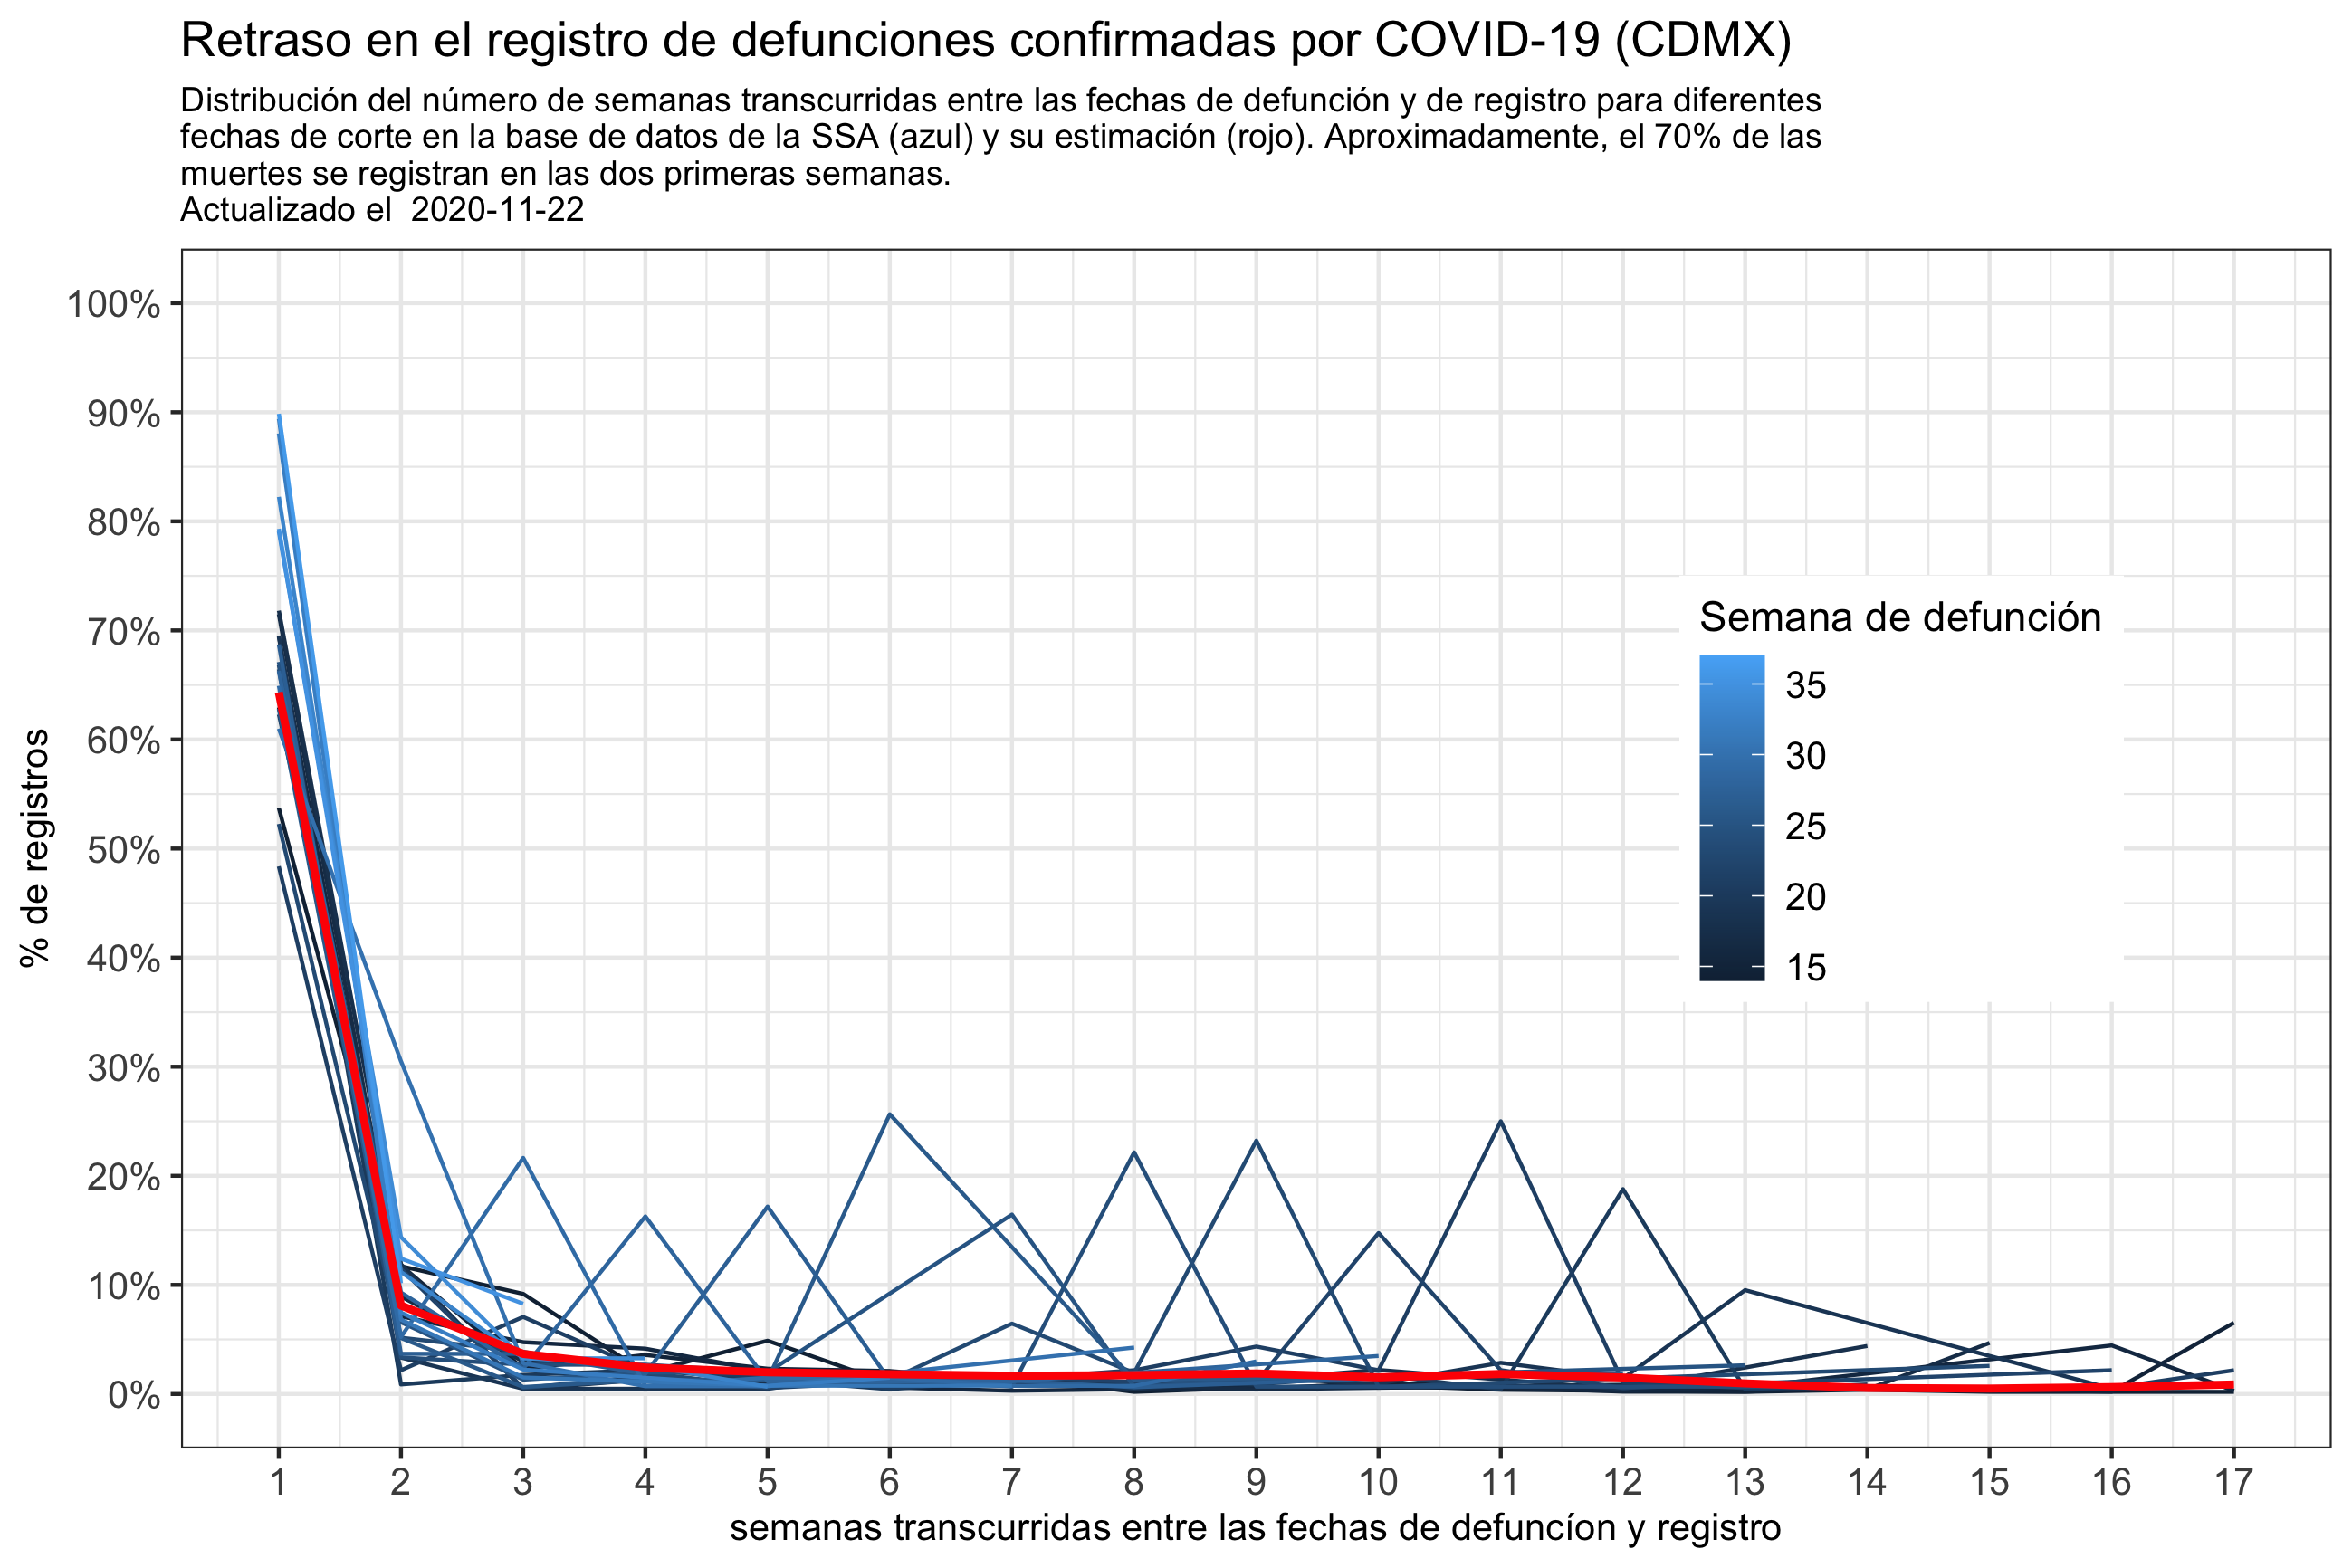 Retraso en el registro de defunciones confirmadas por COVID-19 (CDMX)
Distribución del número de semanas transcurridas entre las fechas de defunción y de registro para diferentes
fechas de corte en la base de datos de la SSA (azul) y su estimación (rojo). Aproximadamente, el 70% de las
muertes se registran en las dos primeras semanas.
Actualizado el  2020-11-22
100%
90%
80%
70%
60%
50%
40%
30%
20%
10%
0%
% de registros
Semana de defunción
35
30
25
20
15
1 2 3 4 5 6 7 8 9 10 11 12 13 14 15 16 17
semanas transcurridas entre las fechas de defuncíon y registro